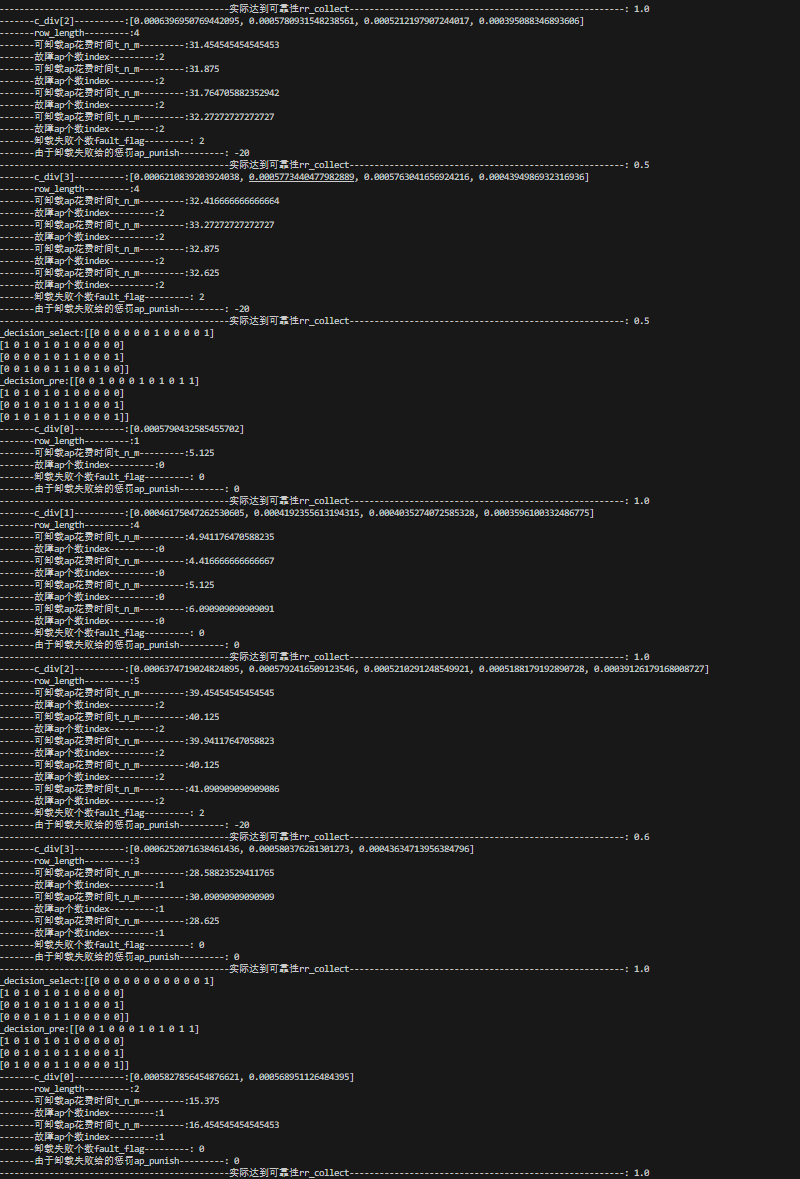 ----------------------------------------------实际达到可靠性rr_collect-------------------------------------------------------: 1.0
-------c_div[2]----------:[0.0006396950769442095, 0.0005780931548238561, 0.0005212197907244017, 0.000395088346893606]
-------row_length---------:4
-------可卸载ap花费时间t_n_m---------:31.454545454545453
-------故障ap个数index---------:2
-------可卸载ap花费时间t_n_m---------:31.875
-------故障ap个数index---------:2
-------可卸载ap花费时间t_n_m---------:31.764705882352942
-------故障ap个数index---------:2
-------可卸载ap花费时间t_n_m---------:32.27272727272727
-------故障ap个数index---------:2
-------卸载失败个数fault_flag---------: 2
-------由于卸载失败给的惩罚ap_punish---------: -20
----------------------------------------------实际达到可靠性rr_collect-------------------------------------------------------: 0.5
-------c_div[3]----------:[0.0006210839203924038, 0.0005773440477982889, 0.0005763041656924216, 0.0004394986932316936]
-------row_length---------:4
-------可卸载ap花费时间t_n_m---------:32.416666666666664
-------故障ap个数index---------:2
-------可卸载ap花费时间t_n_m---------:33.27272727272727
-------故障ap个数index---------:2
-------可卸载ap花费时间t_n_m---------:32.875
-------故障ap个数index---------:2
-------可卸载ap花费时间t_n_m---------:32.625
-------故障ap个数index---------:2
-------卸载失败个数fault_flag---------: 2
-------由于卸载失败给的惩罚ap_punish---------: -20
----------------------------------------------实际达到可靠性rr_collect-------------------------------------------------------: 0.5
_decision_select:[[0 0 0 0 0 0 1 0 0 0 0 1]
[1 0 1 0 1 0 1 0 0 0 0 0]
[0 0 0 0 1 0 1 1 0 0 0 1]
[0 0 1 0 0 1 1 0 0 1 0 0]]
_decision_pre:[[0 0 1 0 0 0 1 0 1 0 1 1]
[1 0 1 0 1 0 1 0 0 0 0 0]
[0 0 1 0 1 0 1 1 0 0 0 1]
[0 1 0 1 0 1 1 0 0 0 0 1]]
-------c_div[0]----------:[0.0005790432585455702]
-------row_length---------:1
-------可卸载ap花费时间t_n_m---------:5.125
-------故障ap个数index---------:0
-------卸载失败个数fault_flag---------: 0
-------由于卸载失败给的惩罚ap_punish---------: 0
----------------------------------------------实际达到可靠性rr_collect-------------------------------------------------------: 1.0
-------c_div[1]----------:[0.00046175047262530605, 0.0004192355613194315, 0.0004035274072585328, 0.0003596100332486775]
-------row_length---------:4
-------可卸载ap花费时间t_n_m---------:4.941176470588235
-------故障ap个数index---------:0
-------可卸载ap花费时间t_n_m---------:4.416666666666667
-------故障ap个数index---------:0
-------可卸载ap花费时间t_n_m---------:5.125
-------故障ap个数index---------:0
-------可卸载ap花费时间t_n_m---------:6.090909090909091
-------故障ap个数index---------:0
-------卸载失败个数fault_flag---------: 0
-------由于卸载失败给的惩罚ap_punish---------: 0
----------------------------------------------实际达到可靠性rr_collect-------------------------------------------------------: 1.0
-------c_div[2]----------:[0.0006374719024824895, 0.0005792416509123546, 0.0005210291248549921, 0.0005188179192890728, 0.00039126179168008727]
-------row_length---------:5
-------可卸载ap花费时间t_n_m---------:39.45454545454545
-------故障ap个数index---------:2
-------可卸载ap花费时间t_n_m---------:40.125
-------故障ap个数index---------:2
-------可卸载ap花费时间t_n_m---------:39.94117647058823
-------故障ap个数index---------:2
-------可卸载ap花费时间t_n_m---------:40.125
-------故障ap个数index---------:2
-------可卸载ap花费时间t_n_m---------:41.090909090909086
-------故障ap个数index---------:2
-------卸载失败个数fault_flag---------: 2
-------由于卸载失败给的惩罚ap_punish---------: -20
----------------------------------------------实际达到可靠性rr_collect-------------------------------------------------------: 0.6
-------c_div[3]----------:[0.0006252071638461436, 0.000580376281301273, 0.00043634713956384796]
-------row_length---------:3
-------可卸载ap花费时间t_n_m---------:28.58823529411765
-------故障ap个数index---------:1
-------可卸载ap花费时间t_n_m---------:30.09090909090909
-------故障ap个数index---------:1
-------可卸载ap花费时间t_n_m---------:28.625
-------故障ap个数index---------:1
-------卸载失败个数fault_flag---------: 0
-------由于卸载失败给的惩罚ap_punish---------: 0
----------------------------------------------实际达到可靠性rr_collect-------------------------------------------------------: 1.0
_decision_select:[[0 0 0 0 0 0 0 0 0 0 0 1]
[1 0 1 0 1 0 1 0 0 0 0 0]
[0 0 1 0 1 0 1 1 0 0 0 1]
[0 0 0 1 0 1 1 0 0 0 0 0]]
_decision_pre:[[0 0 1 0 0 0 1 0 1 0 1 1]
[1 0 1 0 1 0 1 0 0 0 0 0]
[0 0 1 0 1 0 1 1 0 0 0 1]
[0 1 0 0 0 1 1 0 0 0 0 1]]
-------c_div[0]----------:[0.0005827856454876621, 0.000568951126484395]
-------row_length---------:2
-------可卸载ap花费时间t_n_m---------:15.375
-------故障ap个数index---------:1
-------可卸载ap花费时间t_n_m---------:16.454545454545453
-------故障ap个数index---------:1
-------卸载失败个数fault_flag---------: 0
-------由于卸载失败给的惩罚ap_punish---------: 0
----------------------------------------------实际达到可靠性rr_collect-------------------------------------------------------: 1.0